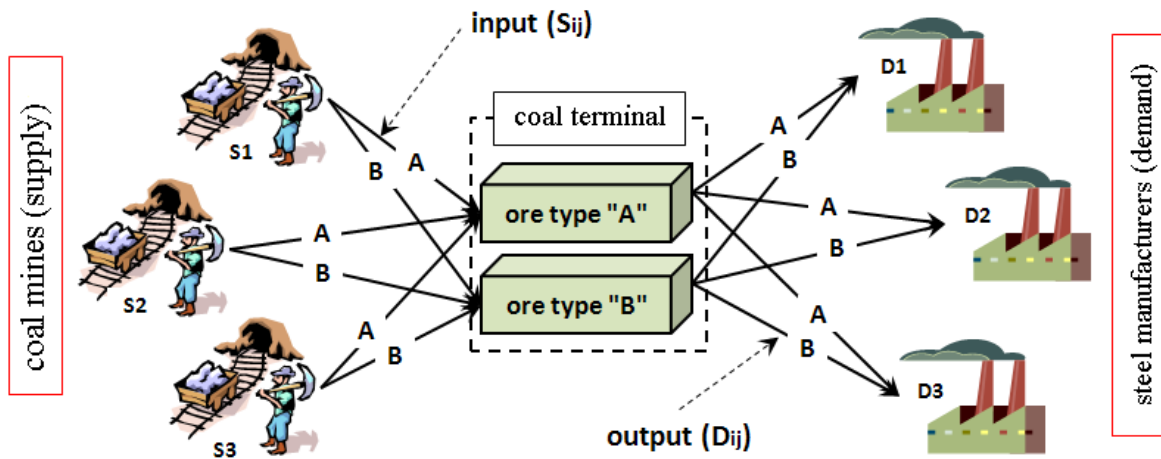 coal mines (supply)
input (Sij)
S1
A
B
S2
A
B
S3
A
B
coal terminal
ore type "A"
ore type "B"
A
B
D1
A
B
D2
A
B
D3
output (Dij)
steel manufacturers (demand)